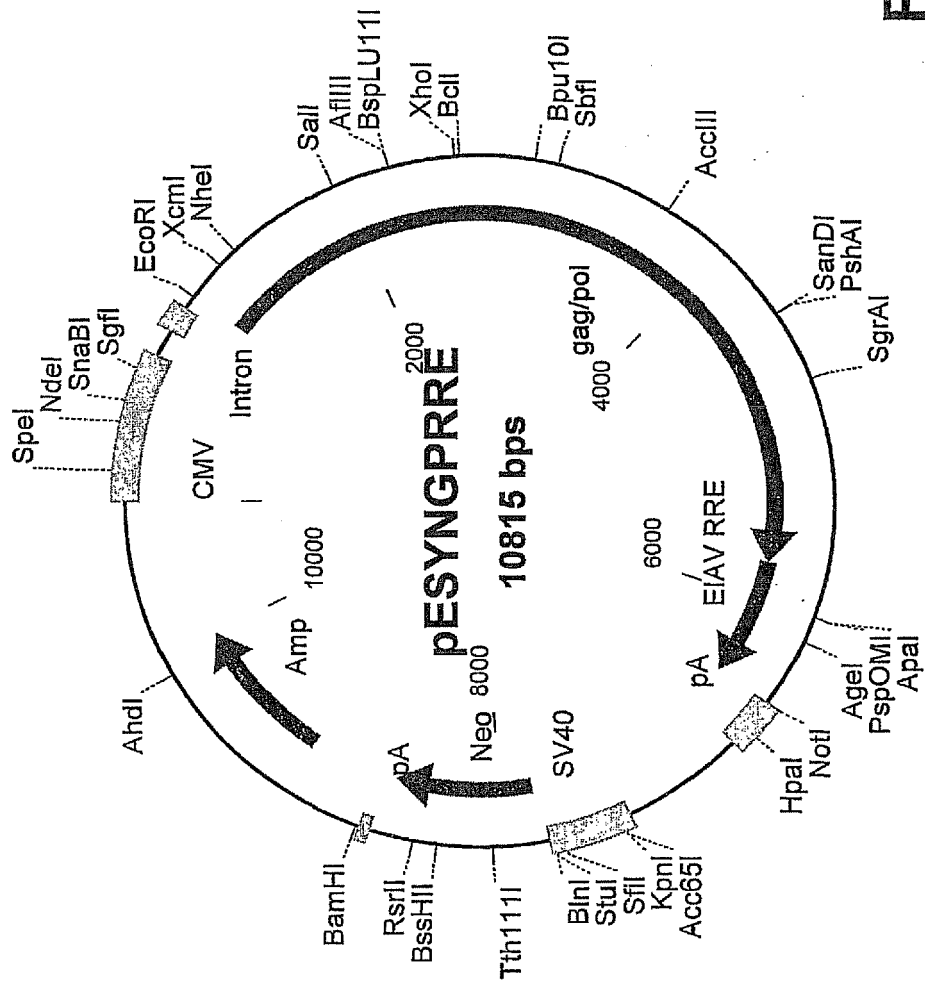 SpeI
NdeI
SnaBI
SgfI
EcoRI
XcmI
NheI
SalI
AflIII
BspLU11I
XhoI
BclI
Bpu10I
SbfI
AccIII
SanDI
PshAI
SgrAI
ApaI
PspOMI
AgeI
NotI
HpaI
Acc65I
KpnI
SfiI
StuI
BlnI
Tth111I
BssHII
RsrII
BamHI
AhdI
CMV
Intron
2000
gag/pol
4000
6000
EIAV RRE
pA
SV40
Neo
8000
pA
Amp
10000
pESYNGPRRE
10815 bps